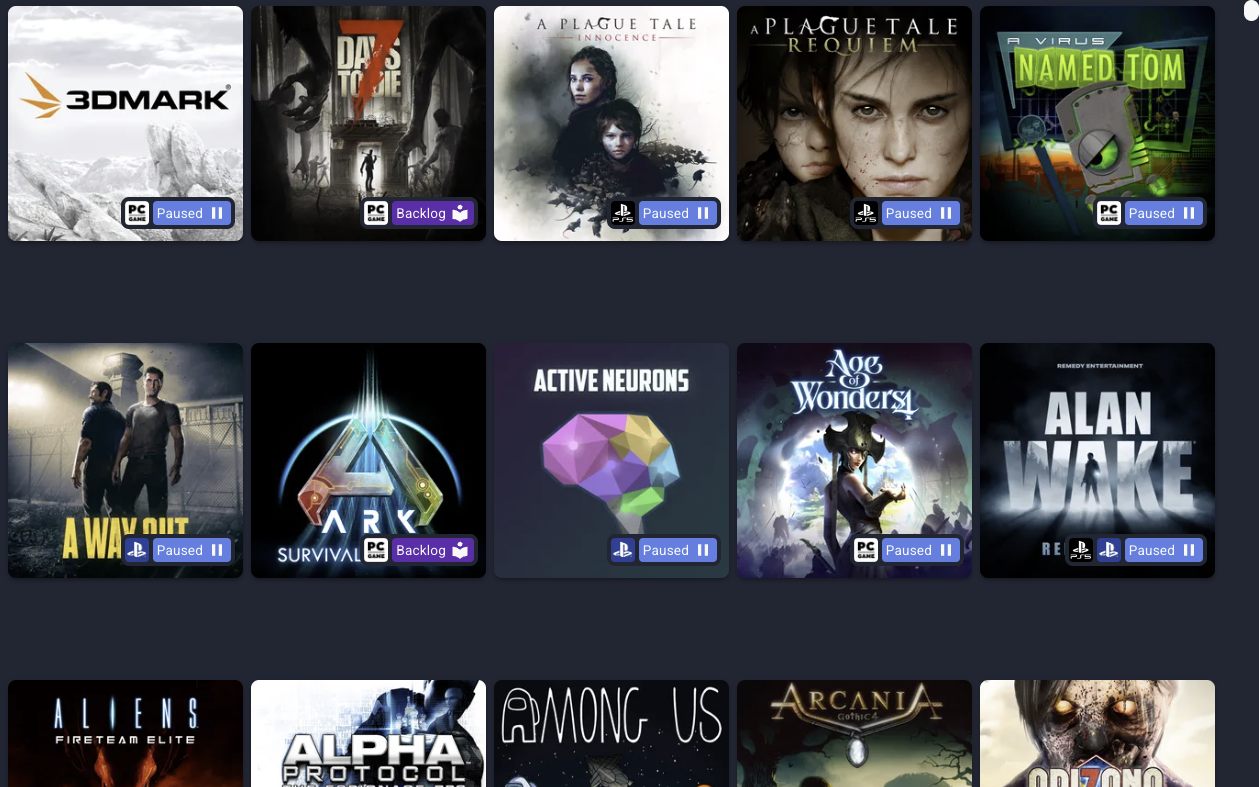 3DMARK®
PC
GAME
Paused
7
DAYS
TO DIE
PC
GAME
Backlog
A PLAGUE TALE
INNOCENCE
PS5
Paused
A PLAGUE TALE
REQUIEM
PS5
Paused
A VIRUS
NAMED TOM
PC
GAME
Paused
A WAY OUT
Paused
ARK
SURVIVAL
PC
GAME
Backlog
ACTIVE NEURONS
Paused
Age
of
Wonders 4
PC
GAME
Paused
REMEDY ENTERTAINMENT
ALAN
WAKE
RE
PS5
Paused
ALIENS
FIRETEAM ELITE
ALPHA
PROTOCOL
AMONG US
ARCANIA
GOTHIC 4